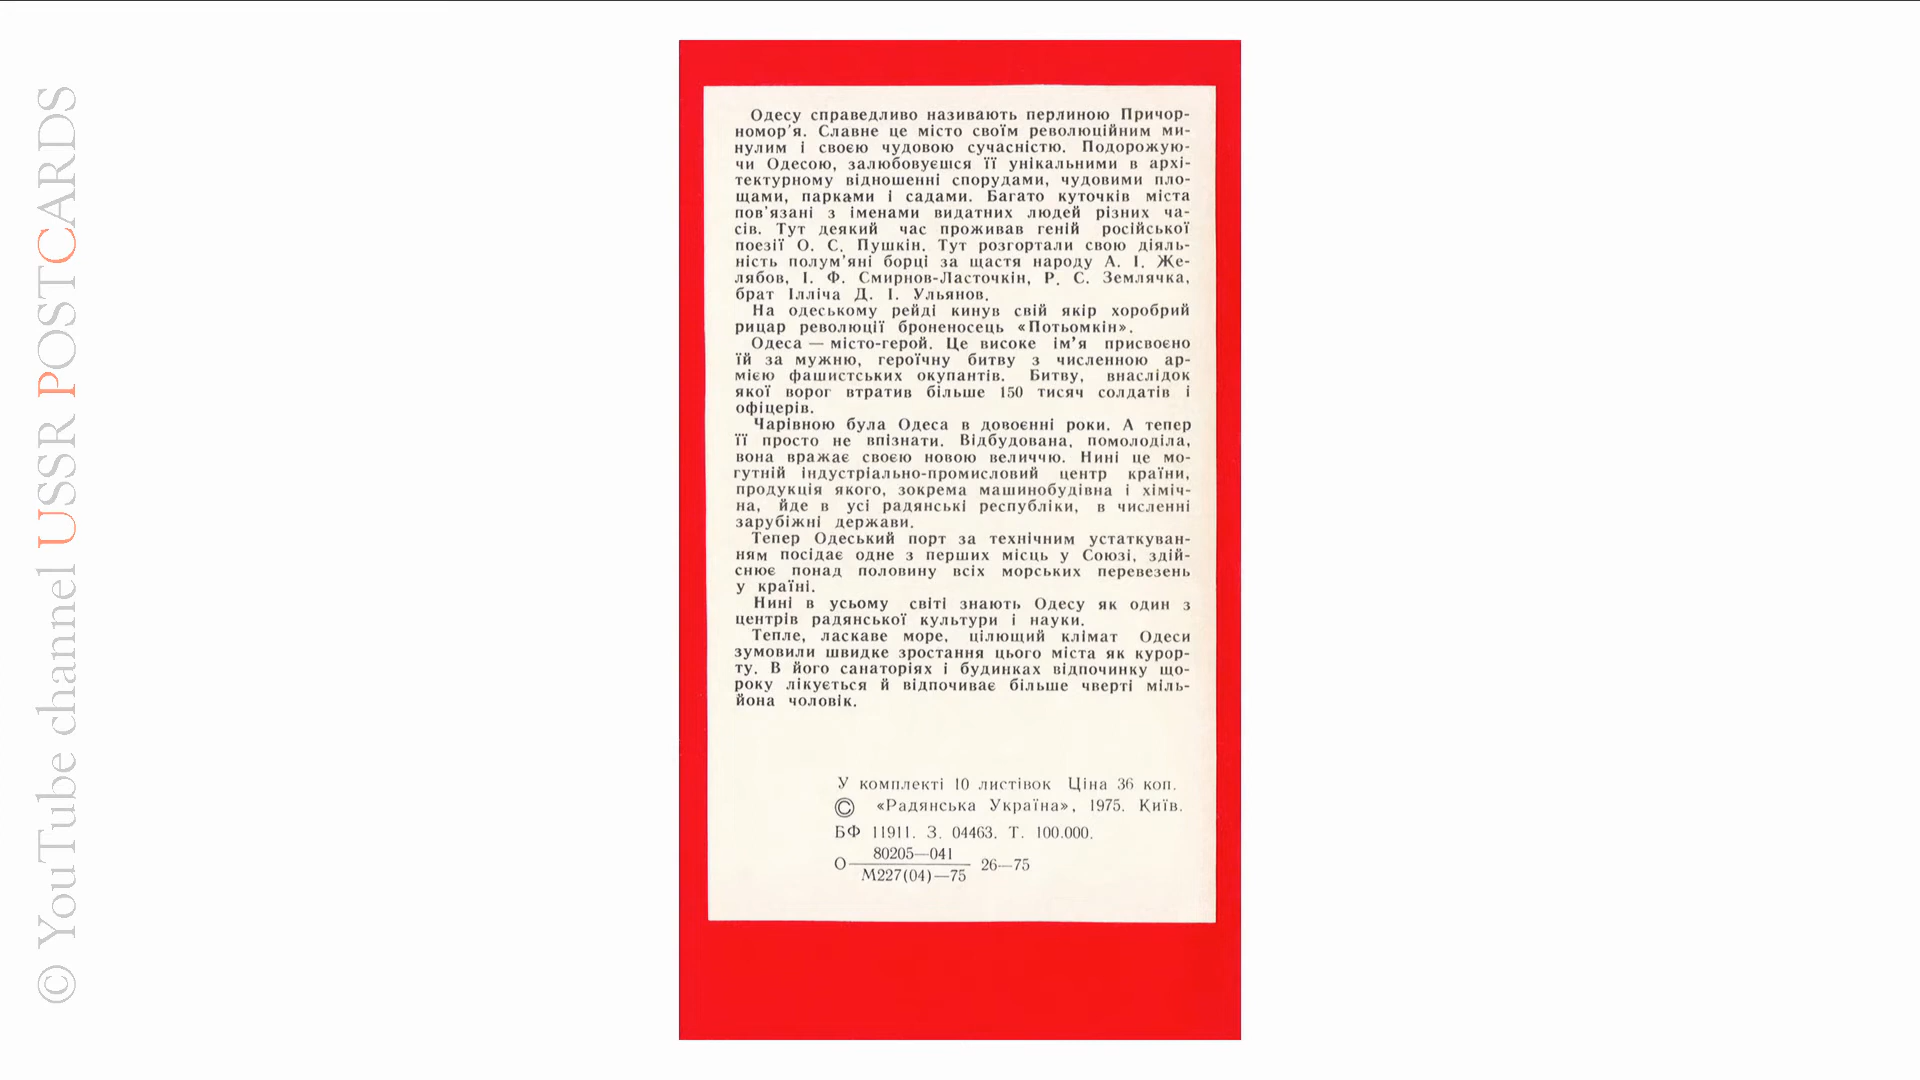 © YouTube channel USSR POSTCARDS
Одесу справедливо називають перлиною Причор-
номор'я. Славне це місто своїм революційним ми-
нулим і своєю чудовою сучасністю. Подорожую-
чи Одесою, залюбовуєшся її унікальними в архі-
тектурному відношенні спорудами, чудовими пло-
щами, парками і садами. Багато куточків міста
пов'язані з іменами видатних людей різних ча-
сів. Тут деякий час проживав геній російської
поезії О. С. Пушкін. Тут розгортали свою діяль-
ність полум'яні борці за щастя народу А. І. Же-
лябов, І. Ф. Смирнов-Ласточкін, Р. С. Землячка,
брат Ілліча Д. І. Ульянов.
На одеському рейді кинув свій якір хоробрий
рицар революції броненосець «Потьомкін».
Одеса — місто-герой. Це високе ім'я присвоєно
їй за мужню, героїчну битву з численною ар-
мією фашистських окупантів. Битву, внаслідок
якої ворог втратив більше 150 тисяч солдатів і
офіцерів.
Чарівною була Одеса в довоєнні роки. А тепер
її просто не впізнати. Відбудована, помолоділа,
вона вражає своєю новою величчю. Нині це мо-
гутній індустріально-промисловий центр країни,
продукція якого, зокрема машинобудівна і хіміч-
на, йде в усі радянські республіки, в численні
зарубіжні держави.
Тепер Одеський порт за технічним устаткуван-
ням посідає одне з перших місць у Союзі, здій-
снює понад половину всіх морських перевезень
у країні.
Нині в усьому світі знають Одесу як один з
центрів радянської культури і науки.
Тепле, ласкаве море, цілющий клімат Одеси
зумовили швидке зростання цього міста як курор-
ту. В його санаторіях і будинках відпочинку що-
року лікується й відпочиває більше чверті міль-
йона чоловік.
У комплекті 10 листівок Ціна 36 коп.
© «Радянська Україна», 1975. Київ.
БФ 11911. З. 04463. Т. 100.000.
80205—041
О 26—75
М227(04)—75